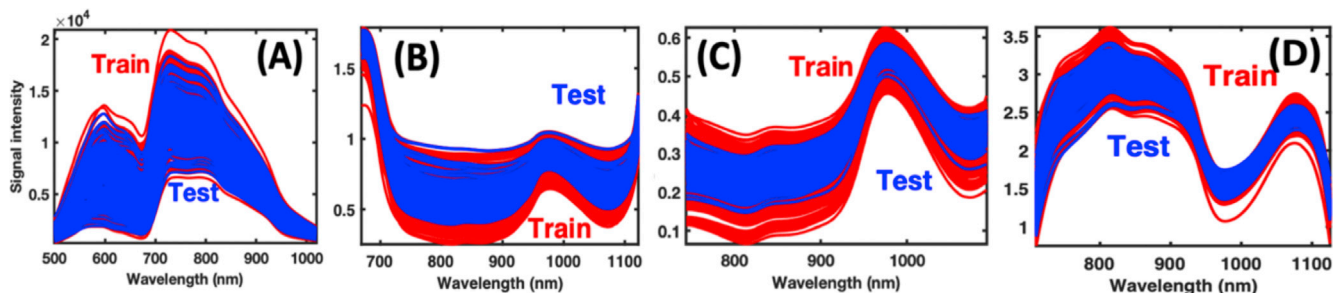 ×10⁴
2
1.5
1
0.5
Signal intensity
500 600 700 800 900 1000
Wavelength (nm)
Train
Test
(A)
1.5
1
0.5
700 800 900 1000 1100
Wavelength (nm)
(B)
Test
Train
0.6
0.5
0.4
0.3
0.2
0.1
800 900 1000
Wavelength (nm)
(C)
Train
Test
3.5
3
2.5
2
1.5
1
800 900 1000 1100
Wavelength (nm)
(D)
Train
Test